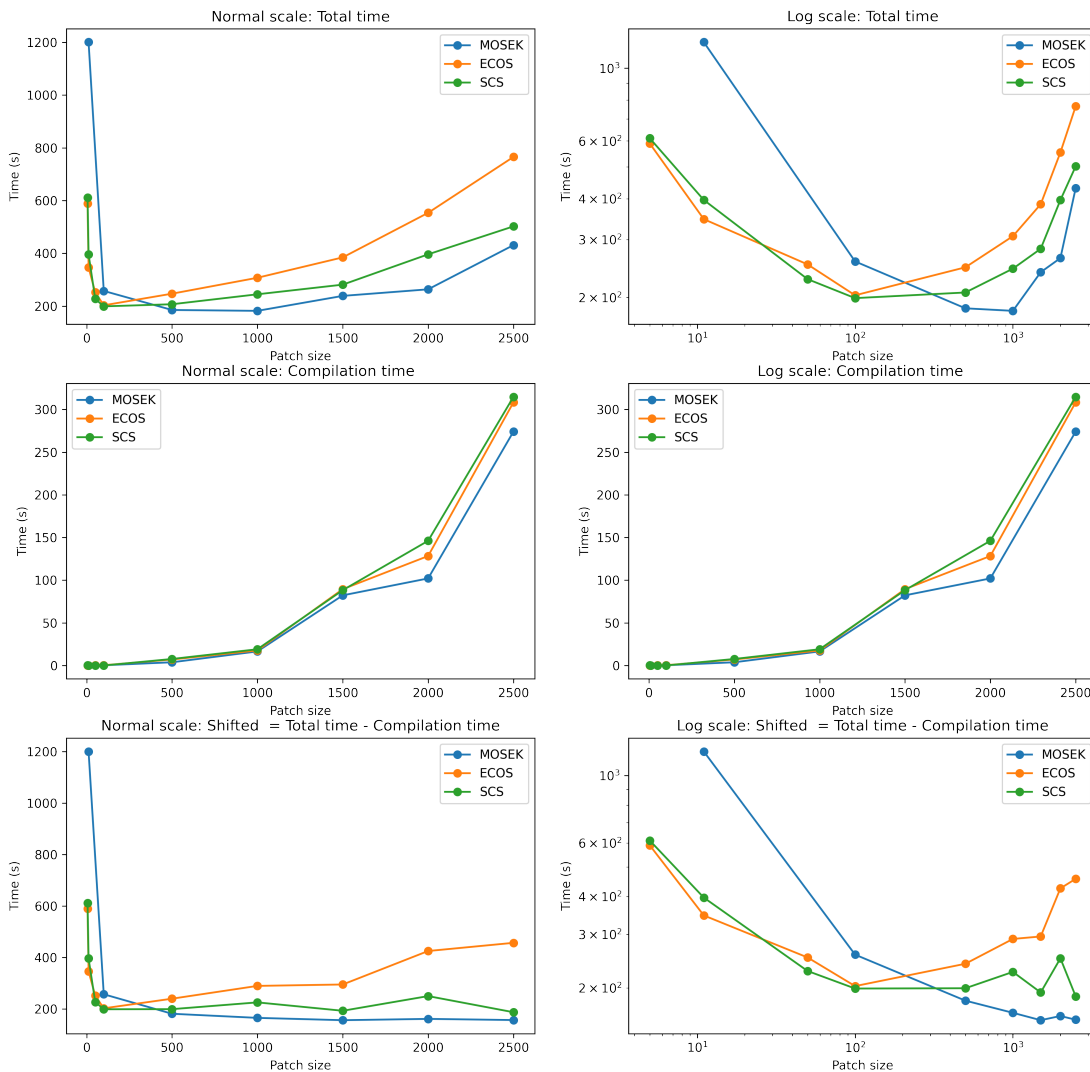 Normal scale: Total time
Time (s)
1200
1000
800
600
400
200
0
500
1000
1500
2000
2500
Patch size
MOSEK
ECOS
SCS
Log scale: Total time
Time (s)
10³
6 × 10²
4 × 10²
3 × 10²
2 × 10²
10¹
10²
10³
Patch size
MOSEK
ECOS
SCS
Normal scale: Compilation time
Time (s)
300
250
200
150
100
50
0
0
500
1000
1500
2000
2500
Patch size
MOSEK
ECOS
SCS
Log scale: Compilation time
Time (s)
300
250
200
150
100
50
0
0
500
1000
1500
2000
2500
Patch size
MOSEK
ECOS
SCS
Normal scale: Shifted  = Total time - Compilation time
Time (s)
1200
1000
800
600
400
200
0
500
1000
1500
2000
2500
Patch size
MOSEK
ECOS
SCS
Log scale: Shifted  = Total time - Compilation time
Time (s)
10³
6 × 10²
4 × 10²
3 × 10²
2 × 10²
10¹
10²
10³
Patch size
MOSEK
ECOS
SCS